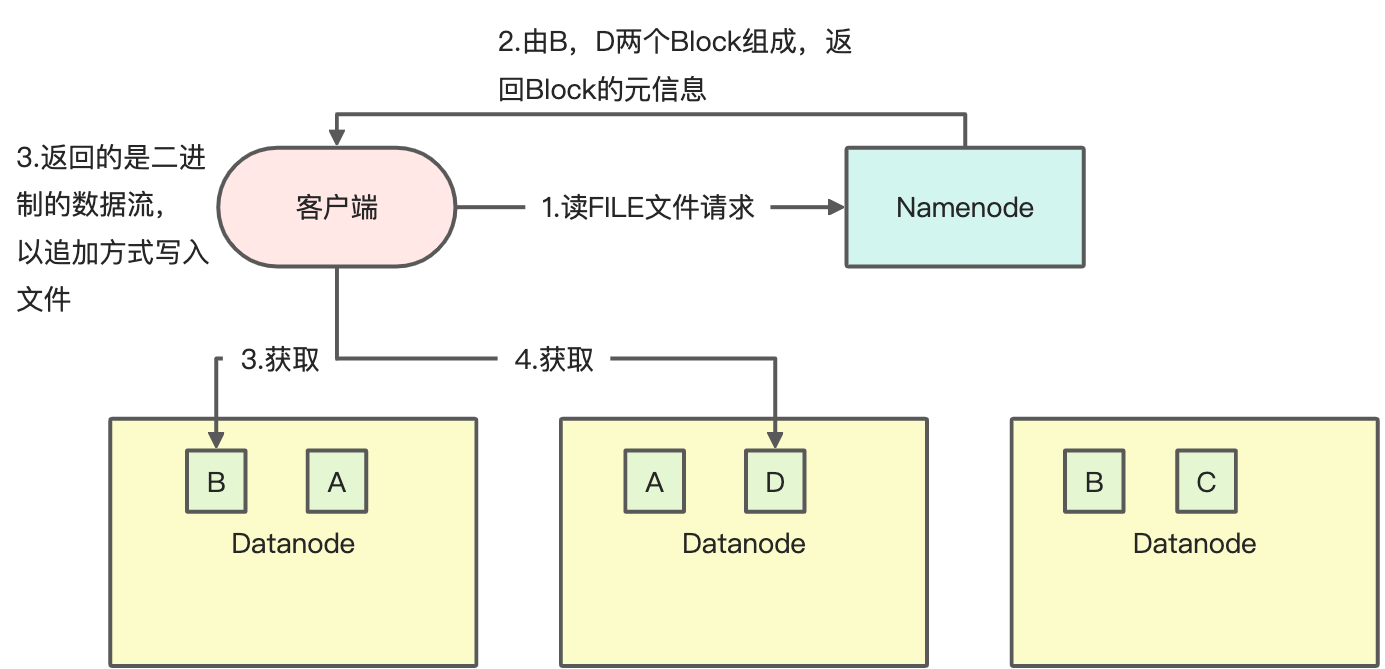 2.由B，D两个Block组成，返
回Block的元信息
3.返回的是二进
制的数据流，
以追加方式写入
文件
客户端
1.读FILE文件请求
Namenode
3.获取
4.获取
B
A
Datanode
A
D
Datanode
B
C
Datanode